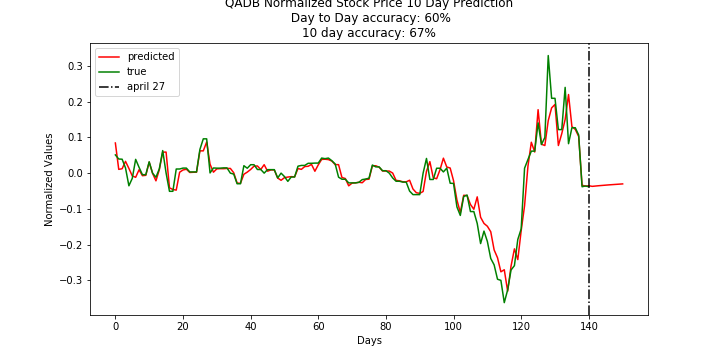 QADB Normalized Stock Price 10 Day Prediction
Day to Day accuracy: 60%
10 day accuracy: 67%
predicted
true
april 27
Normalized Values
0.3
0.2
0.1
0.0
−0.1
−0.2
−0.3
0 20 40 60 80 100 120 140
Days